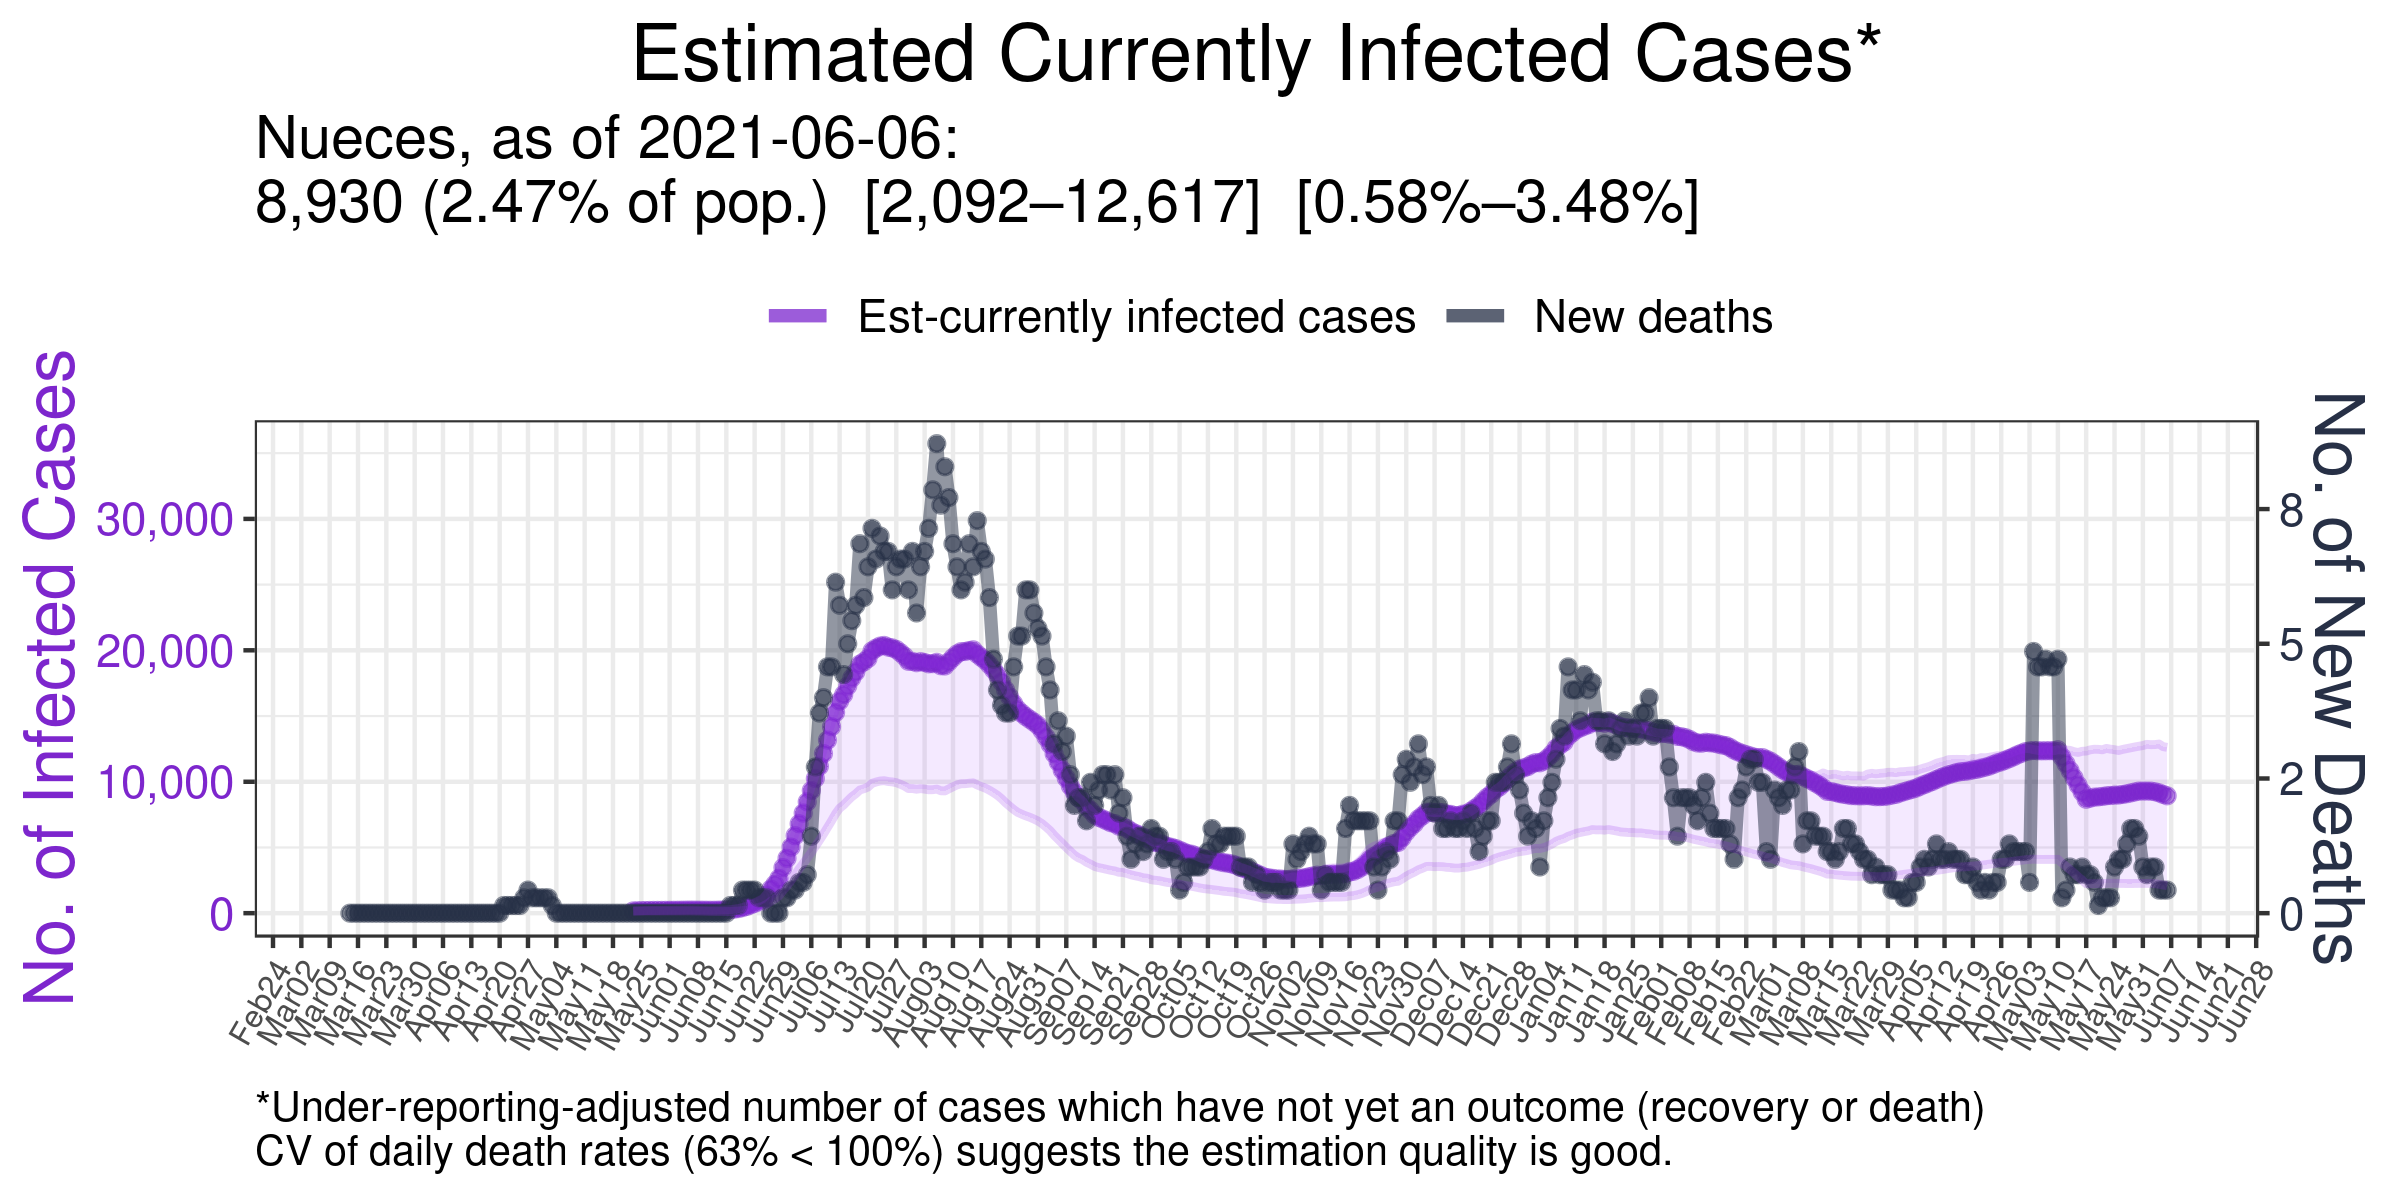 Estimated Currently Infected Cases*
Nueces, as of 2021-06-06:
8,930 (2.47% of pop.)  [2,092–12,617]  [0.58%–3.48%]
Est-currently infected cases
New deaths
No. of Infected Cases
30,000
20,000
10,000
0
8
5
2
0
No. of New Deaths
Feb24
Mar02
Mar09
Mar16
Mar23
Mar30
Apr06
Apr13
Apr20
Apr27
May04
May11
May18
May25
Jun01
Jun08
Jun15
Jun22
Jun29
Jul06
Jul13
Jul20
Jul27
Aug03
Aug10
Aug17
Aug24
Aug31
Sep07
Sep14
Sep21
Sep28
Oct05
Oct12
Oct19
Oct26
Nov02
Nov09
Nov16
Nov23
Nov30
Dec07
Dec14
Dec21
Dec28
Jan04
Jan11
Jan18
Jan25
Feb01
Feb08
Feb15
Feb22
Mar01
Mar08
Mar15
Mar22
Mar29
Apr05
Apr12
Apr19
Apr26
May03
May10
May17
May24
May31
Jun07
Jun14
Jun21
Jun28
*Under-reporting-adjusted number of cases which have not yet an outcome (recovery or death)
CV of daily death rates (63% < 100%) suggests the estimation quality is good.